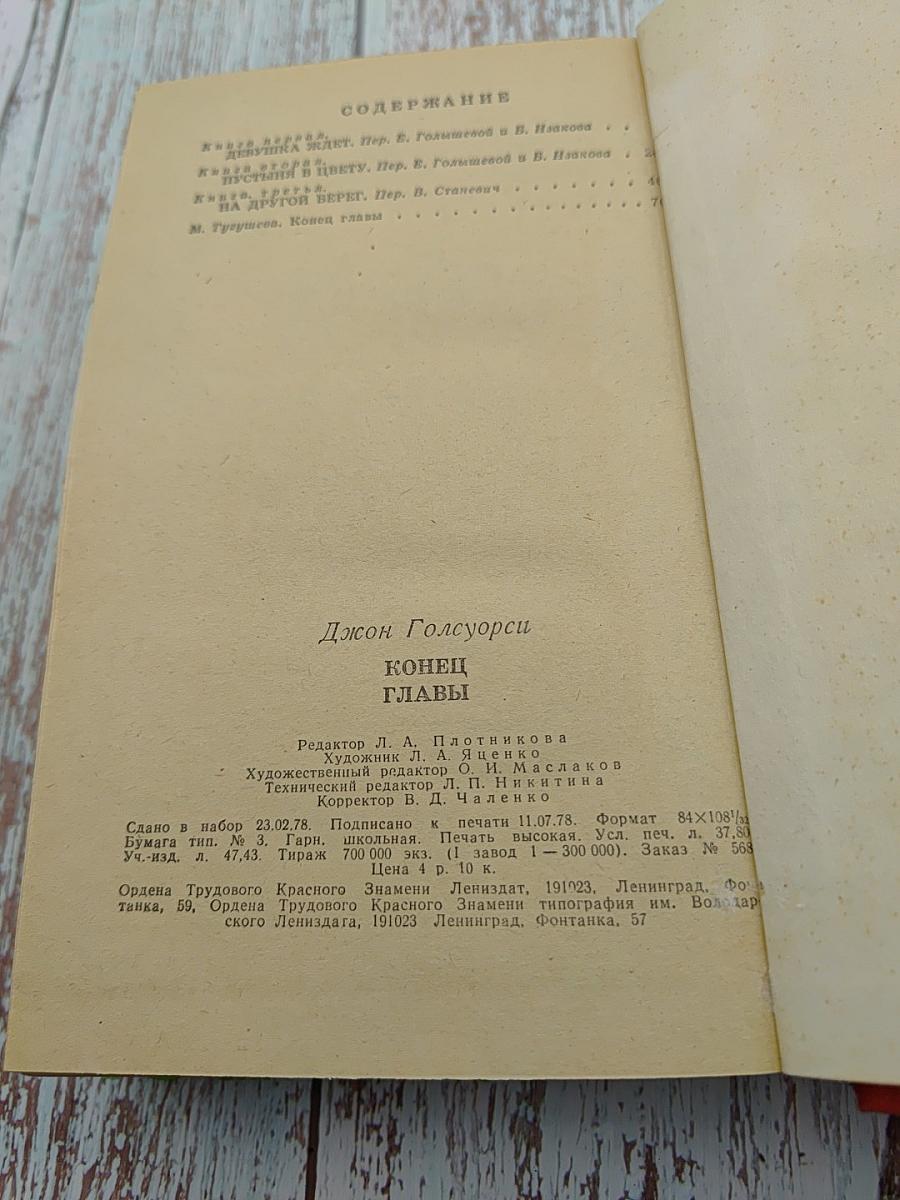 СОДЕРЖАНИЕ
Книга первая.
ДЕВУШКА ЖДЕТ. Пер. Е. Голышевой и Б. Изакова . .
Книга вторая.
ПУСТЫНЯ В ЦВЕТУ. Пер. Е. Голышевой и Б. Изакова .
Книга третья.
НА ДРУГОЙ БЕРЕГ. Пер. В. Станевич . . . . . . .
М. Тугушева. Конец главы . . . . . . . . . . . . .
Джон Голсуорси
КОНЕЦ
ГЛАВЫ
Редактор Л. А. Плотникова
Художник Л. А. Яценко
Художественный редактор О. И. Маслаков
Технический редактор Л. П. Никитина
Корректор В. Д. Чаленко
Сдано в набор 23.02.78. Подписано к печати 11.07.78. Формат 84×108¹/₃₂
Бумага тип. № 3. Гарн. школьная. Печать высокая. Усл. печ. л. 37,80
Уч.-изд. л. 47,43. Тираж 700 000 экз. (I завод 1 — 300 000). Заказ № 568
Цена 4 р. 10 к.
Ордена Трудового Красного Знамени Лениздат, 191023, Ленинград, Фон
танка, 59, Ордена Трудового Красного Знамени типография им. Володар
ского Лениздата, 191023 Ленинград, Фонтанка, 57